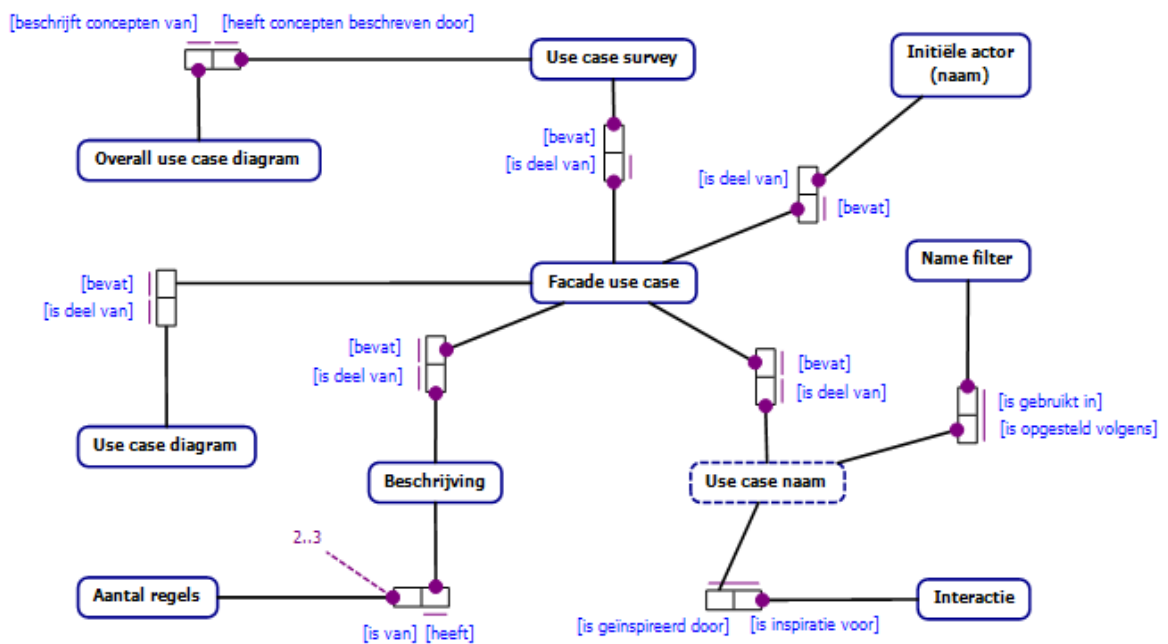 [beschrijft concepten van] [heeft concepten beschreven door]
Use case survey
Initiële actor
(naam)
Overall use case diagram
[bevat]
[is deel van]
[is deel van]
[bevat]
Name filter
[bevat]
[is deel van]
Facade use case
[bevat]
[is deel van]
[bevat]
[is deel van]
[is gebruikt in]
[is opgesteld volgens]
Use case diagram
Beschrijving
Use case naam
2..3
Aantal regels
Interactie
[is van] [heeft]
[is geïnspireerd door] [is inspiratie voor]